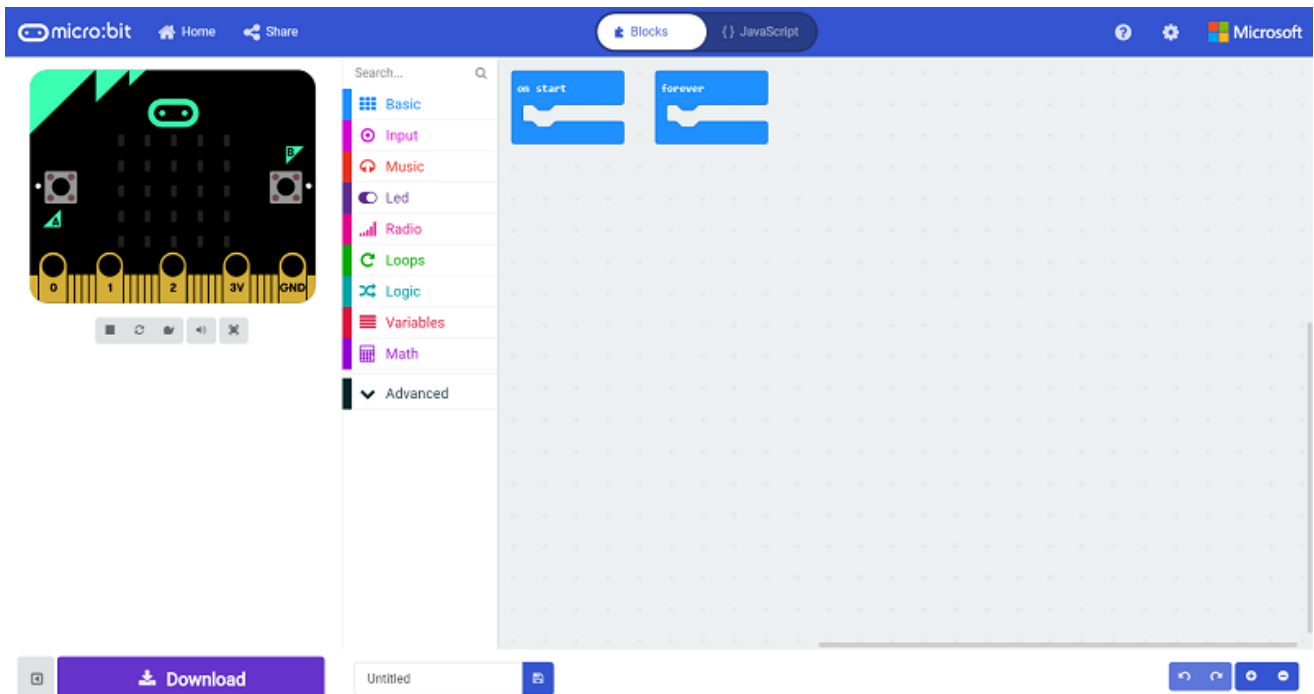 micro:bit
Home
Share
Blocks
{} JavaScript
Microsoft
B
A
0
1
2
3V
GND
Search...
Basic
Input
Music
Led
Radio
Loops
Logic
Variables
Math
Advanced
on start
forever
Download
Untitled